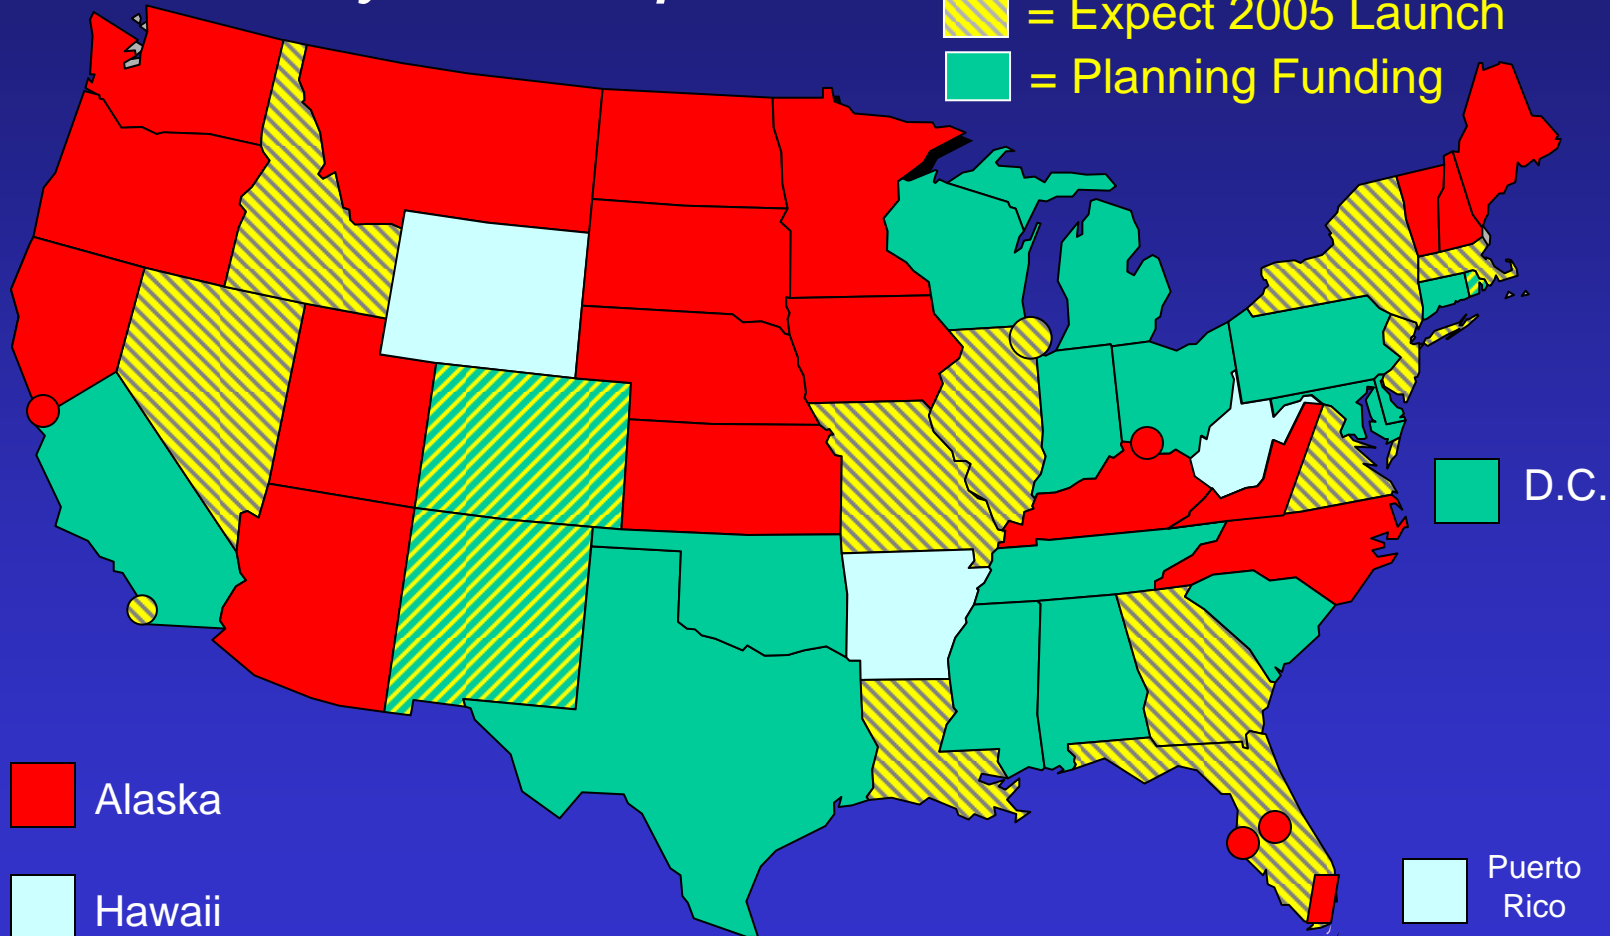 = Expect 2005 Launch
= Planning Funding
D.C.
Alaska
Hawaii
Puerto
Rico